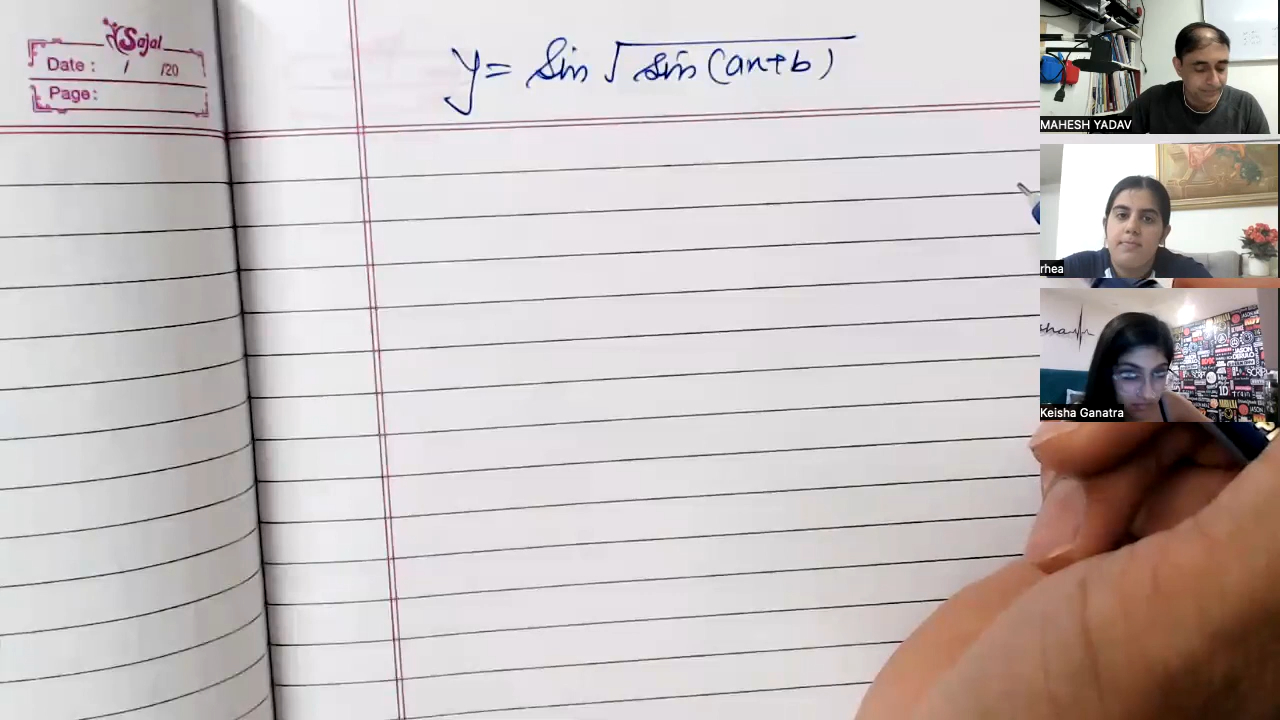 Sajal
Date : / /20
Page:
y = sin √sin (ax+b)
MAHESH YADAV
rhea
Keisha Ganatra